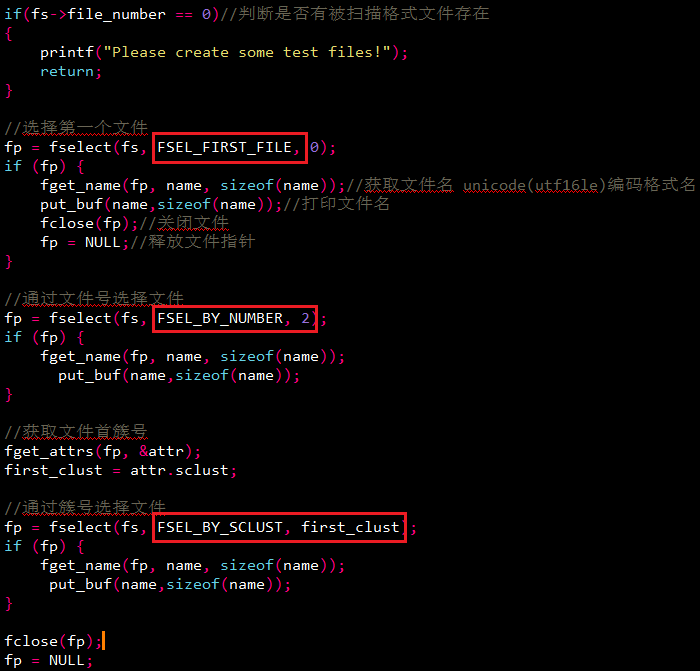 if(fs->file_number == 0)//判断是否有被扫描格式文件存在
{
    printf("Please create some test files!");
    return;
}
//选择第一个文件
fp = fselect(fs, FSEL_FIRST_FILE, 0);
if (fp) {
    fget_name(fp, name, sizeof(name));//获取文件名 unicode(utf16le)编码格式名
    put_buf(name,sizeof(name));//打印文件名
    fclose(fp);//关闭文件
    fp = NULL;//释放文件指针
}
//通过文件号选择文件
fp = fselect(fs, FSEL_BY_NUMBER, 2);
if (fp) {
    fget_name(fp, name, sizeof(name));
      put_buf(name,sizeof(name));
}
//获取文件首簇号
fget_attrs(fp, &attr);
first_clust = attr.sclust;
//通过簇号选择文件
fp = fselect(fs, FSEL_BY_SCLUST, first_clust);
if (fp) {
    fget_name(fp, name, sizeof(name));
     put_buf(name,sizeof(name));
}
fclose(fp);
fp = NULL;